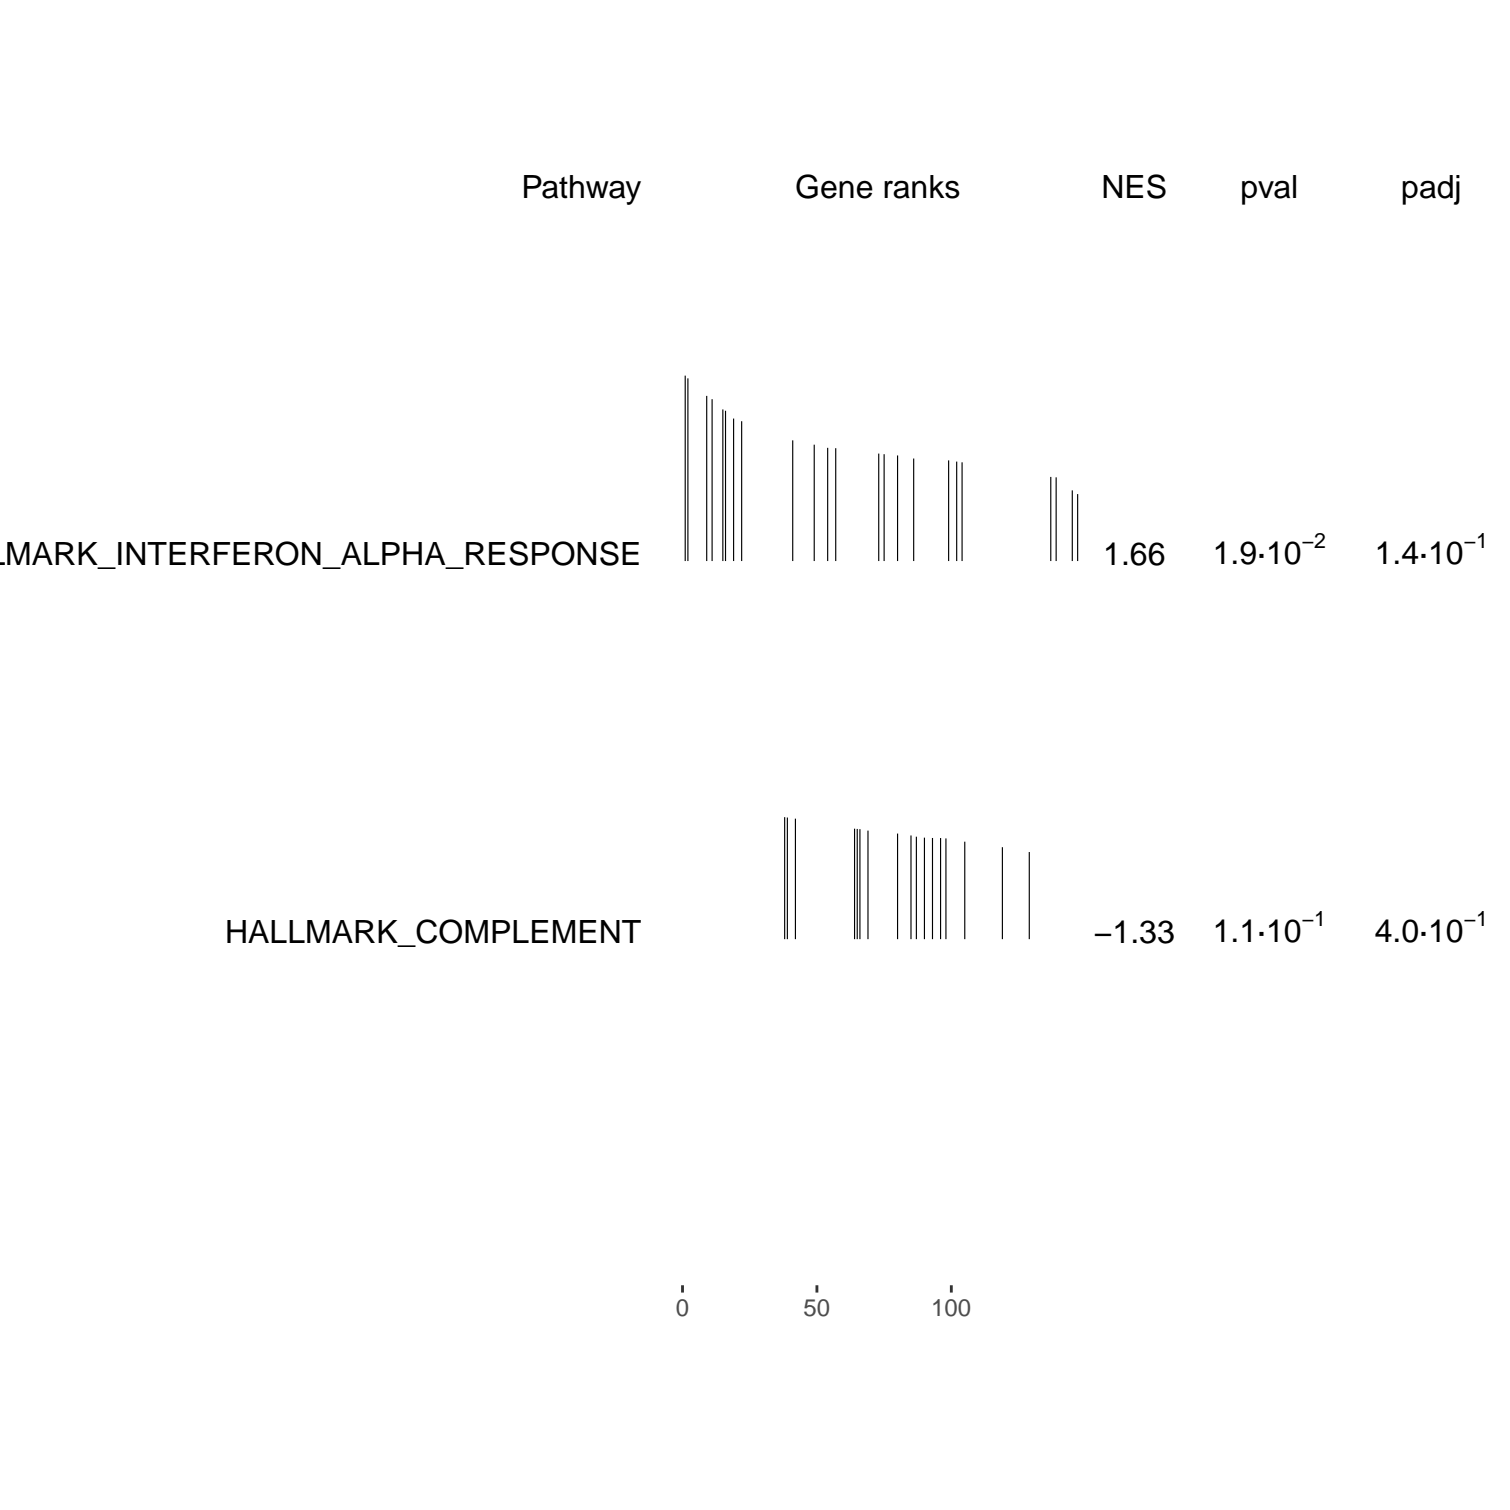 Pathway Gene ranks NES pval padj
LMARK_INTERFERON_ALPHA_RESPONSE 1.66 1.9·10⁻² 1.4·10⁻¹
HALLMARK_COMPLEMENT −1.33 1.1·10⁻¹ 4.0·10⁻¹
0 50 100